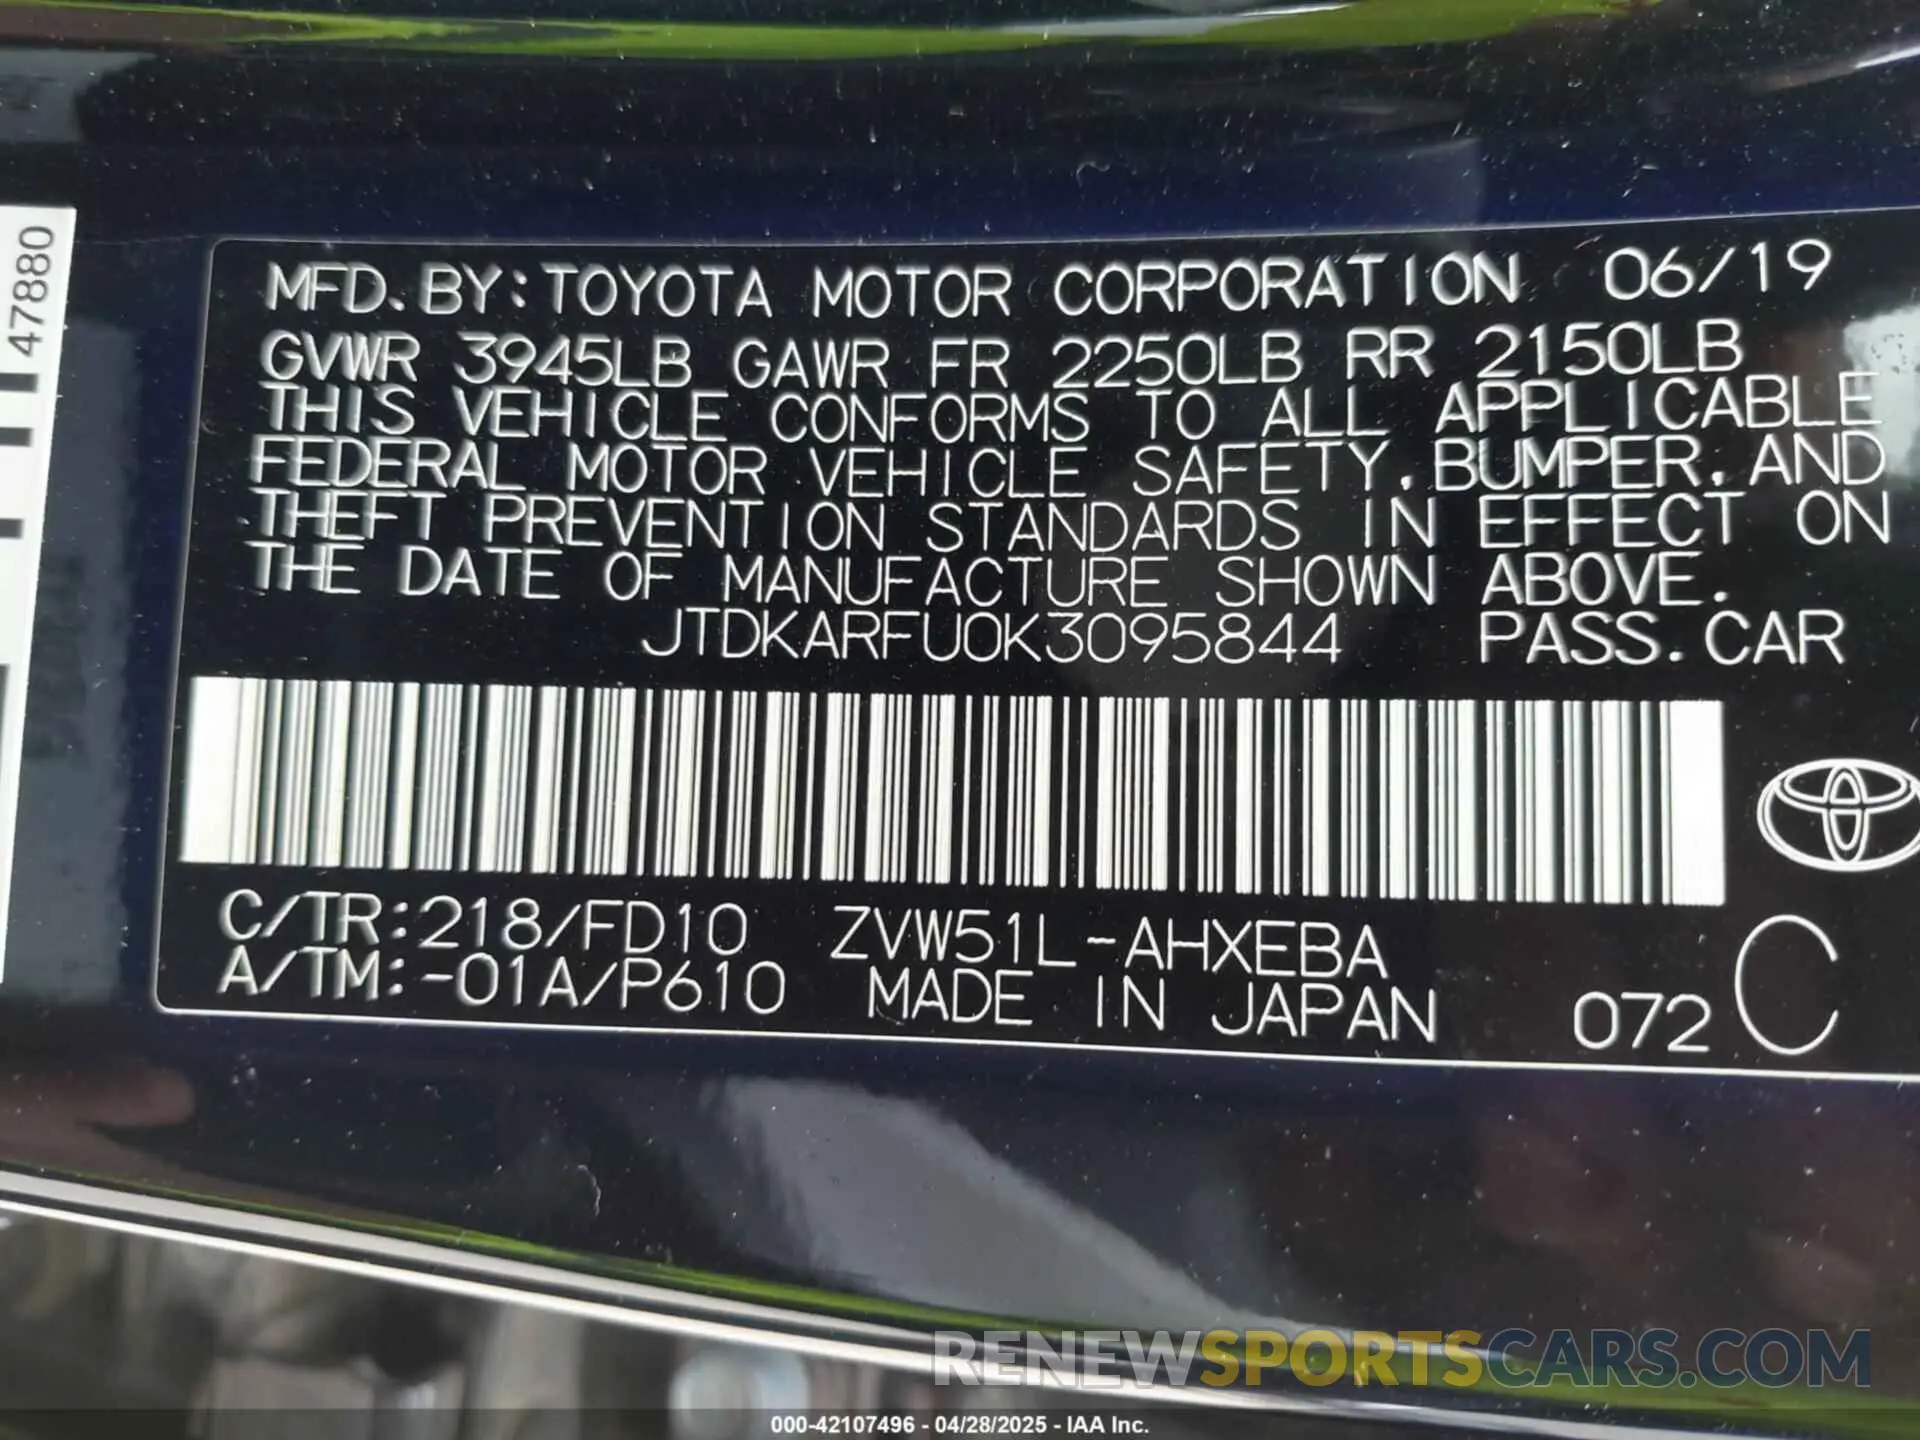 47880
MFD. BY: TOYOTA MOTOR CORPORATION 06/19
GVWR 3945LB GAWR FR 2250LB RR 2150LB
THIS VEHICLE CONFORMS TO ALL APPLICABLE
FEDERAL MOTOR VEHICLE SAFETY, BUMPER, AND
THEFT PREVENTION STANDARDS IN EFFECT ON
THE DATE OF MANUFACTURE SHOWN ABOVE.
JTDKARFU0K3095844 PASS. CAR
C/TR:218/FD10 ZVW51L-AHXEBA
A/TM:-01A/P610 MADE IN JAPAN 072 C
RENEWSPORTSCARS.COM
000-42107496 - 04/28/2025 - IAA Inc.